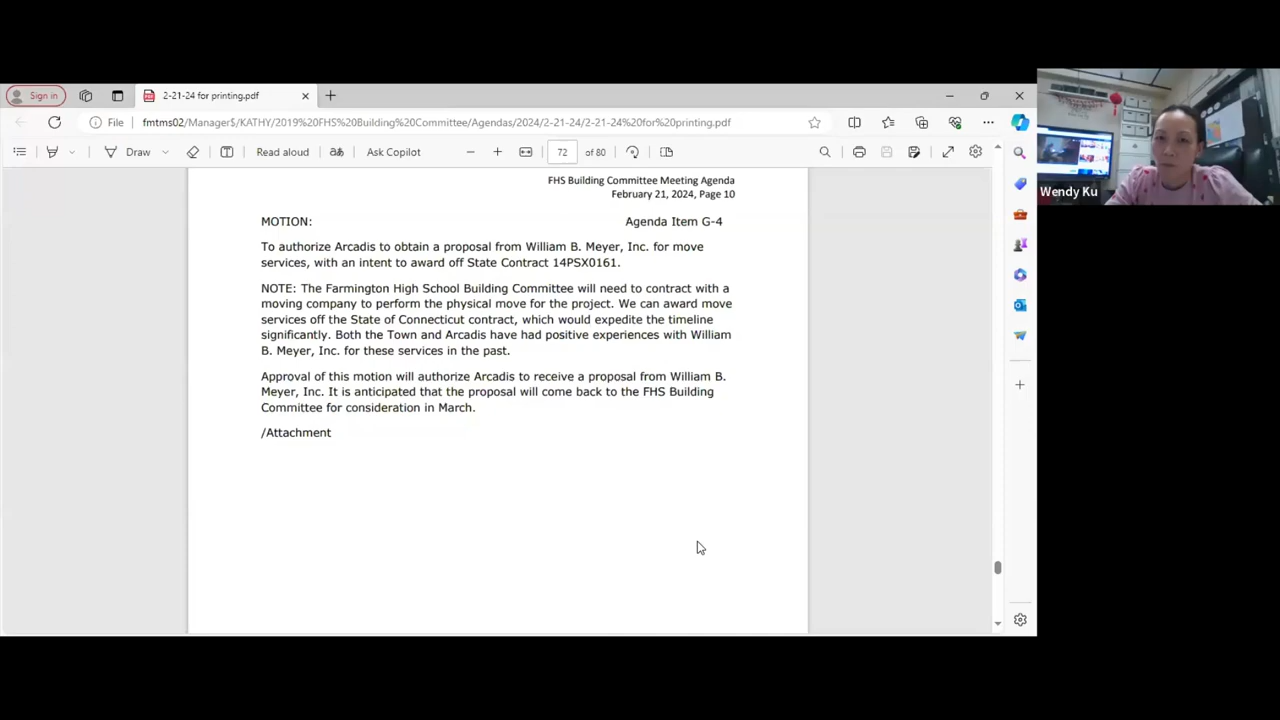 Sign in
2-21-24 for printing.pdf
File
fmtms02/Manager$/KATHY/2019%20FHS%20Building%20Committee/Agendas/2024/2-21-24/2-21-24%20for%20printing.pdf
Draw
Read aloud
Ask Copilot
72 of 80
Wendy Ku
FHS Building Committee Meeting Agenda
February 21, 2024, Page 10
MOTION: Agenda Item G-4
To authorize Arcadis to obtain a proposal from William B. Meyer, Inc. for move
services, with an intent to award off State Contract 14PSX0161.
NOTE: The Farmington High School Building Committee will need to contract with a
moving company to perform the physical move for the project. We can award move
services off the State of Connecticut contract, which would expedite the timeline
significantly. Both the Town and Arcadis have had positive experiences with William
B. Meyer, Inc. for these services in the past.
Approval of this motion will authorize Arcadis to receive a proposal from William B.
Meyer, Inc. It is anticipated that the proposal will come back to the FHS Building
Committee for consideration in March.
/Attachment